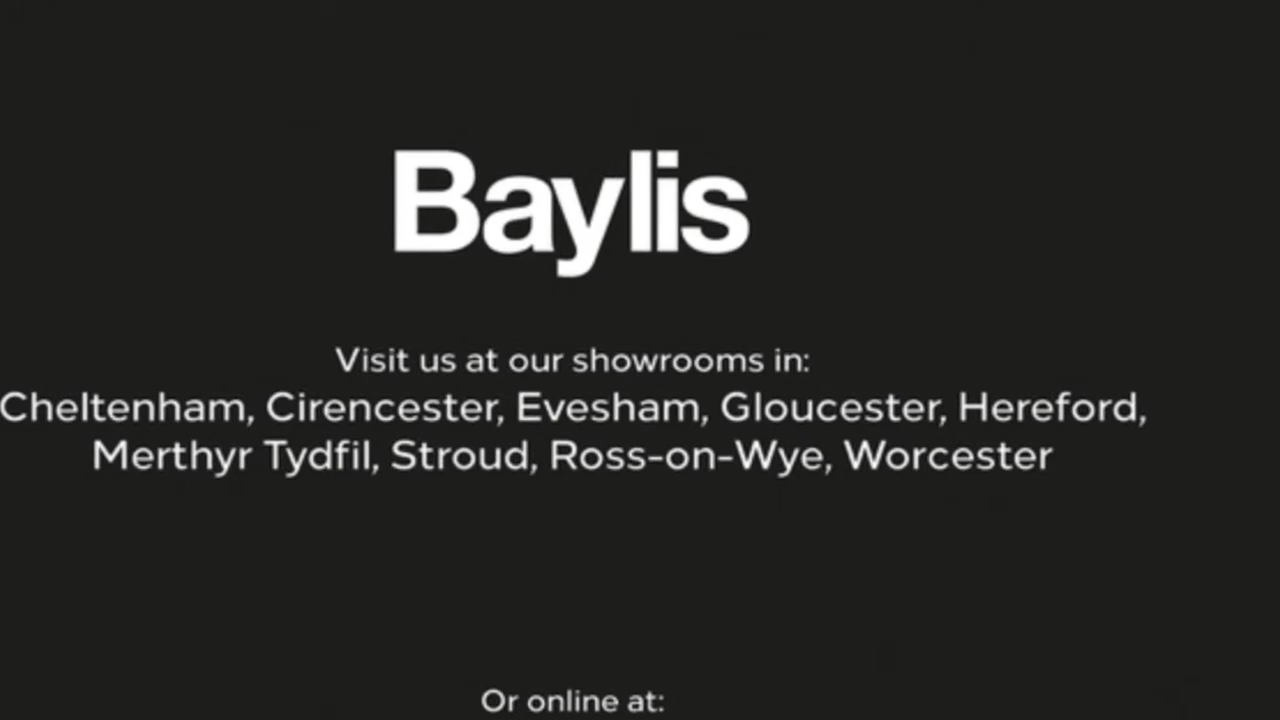 Baylis
Visit us at our showrooms in:
Cheltenham, Cirencester, Evesham, Gloucester, Hereford,
Merthyr Tydfil, Stroud, Ross-on-Wye, Worcester
Or online at: